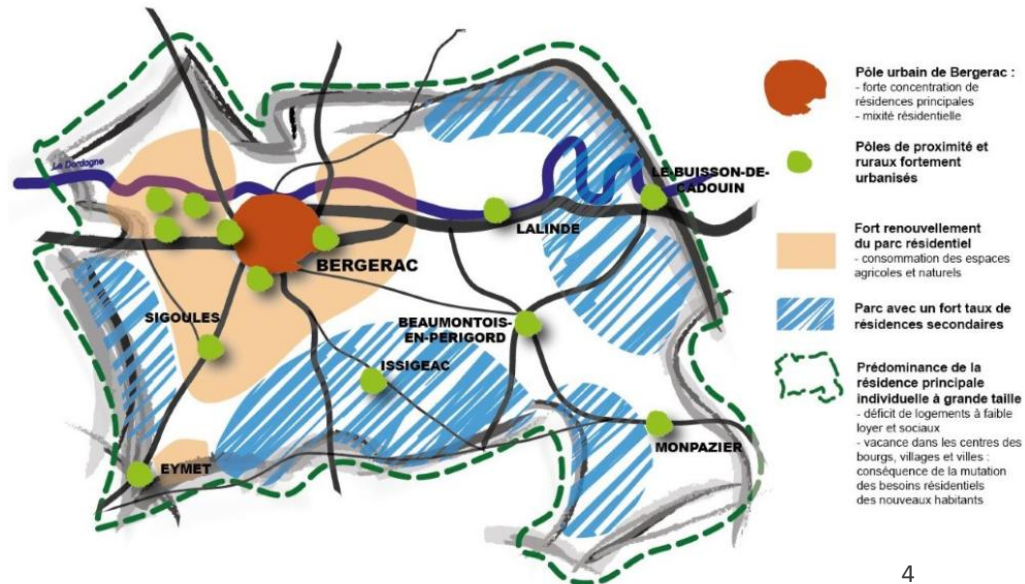 La Dordogne
LE BUISSON-DE-
CADOUIN
LALINDE
BERGERAC
SIGOULES
BEAUMONTOIS-
EN-PERIGORD
ISSIGEAC
MONPAZIER
EYMET
Pôle urbain de Bergerac :
- forte concentration de
résidences principales
- mixité résidentielle
Pôles de proximité et
ruraux fortement
urbanisés
Fort renouvellement
du parc résidentiel
- consommation des espaces
agricoles et naturels
Parc avec un fort taux de
résidences secondaires
Prédominance de la
résidence principale
individuelle à grande taille
- déficit de logements à faible
loyer et sociaux
- vacance dans les centres des
bourgs, villages et villes :
conséquence de la mutation
des besoins résidentiels
des nouveaux habitants
4